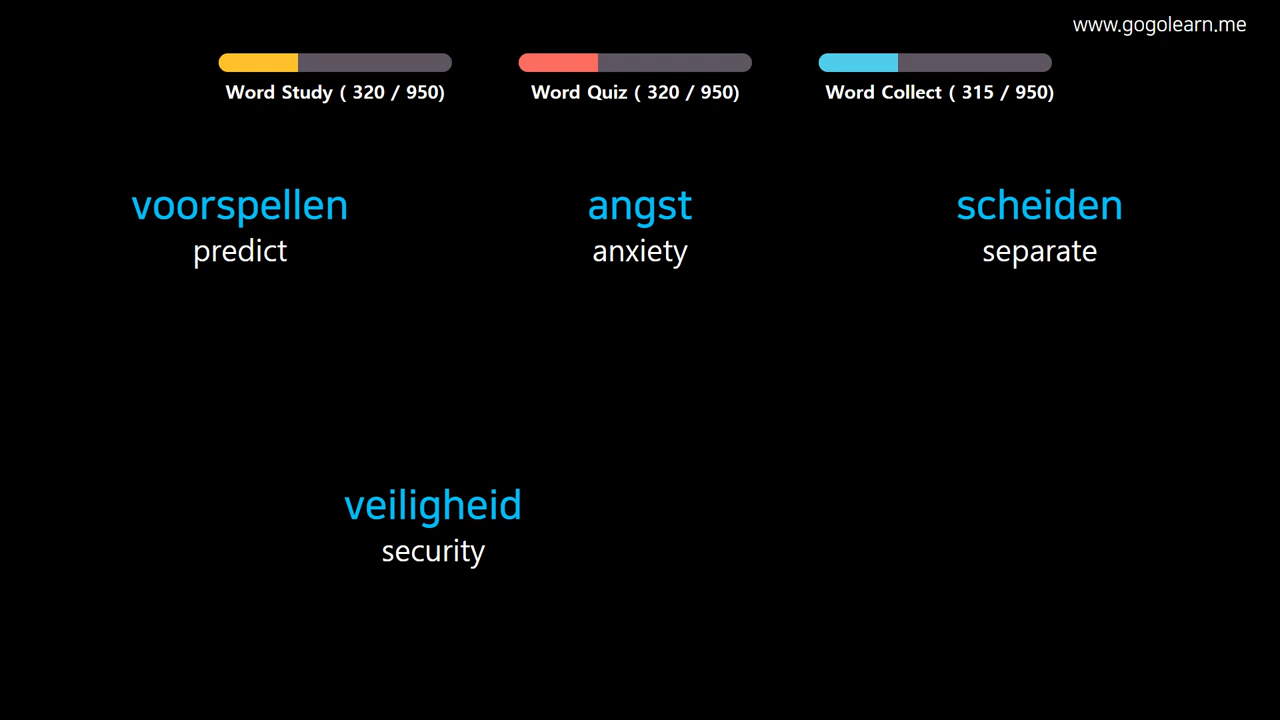 www.gogolearn.me
Word Study ( 320 / 950)
Word Quiz ( 320 / 950)
Word Collect ( 315 / 950)
voorspellen
predict
angst
anxiety
scheiden
separate
veiligheid
security